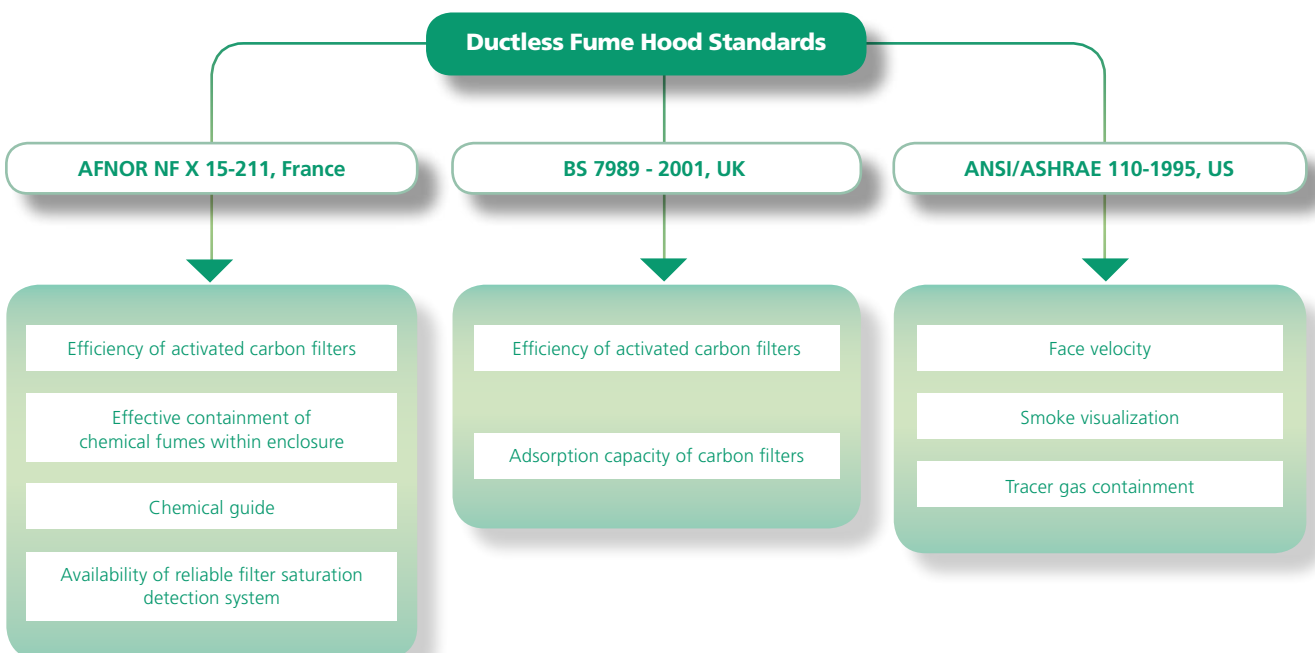 Ductless Fume Hood Standards
AFNOR NF X 15-211, France
BS 7989 - 2001, UK
ANSI/ASHRAE 110-1995, US
Efficiency of activated carbon filters
Effective containment of
chemical fumes within enclosure
Chemical guide
Availability of reliable filter saturation
detection system
Efficiency of activated carbon filters
Adsorption capacity of carbon filters
Face velocity
Smoke visualization
Tracer gas containment